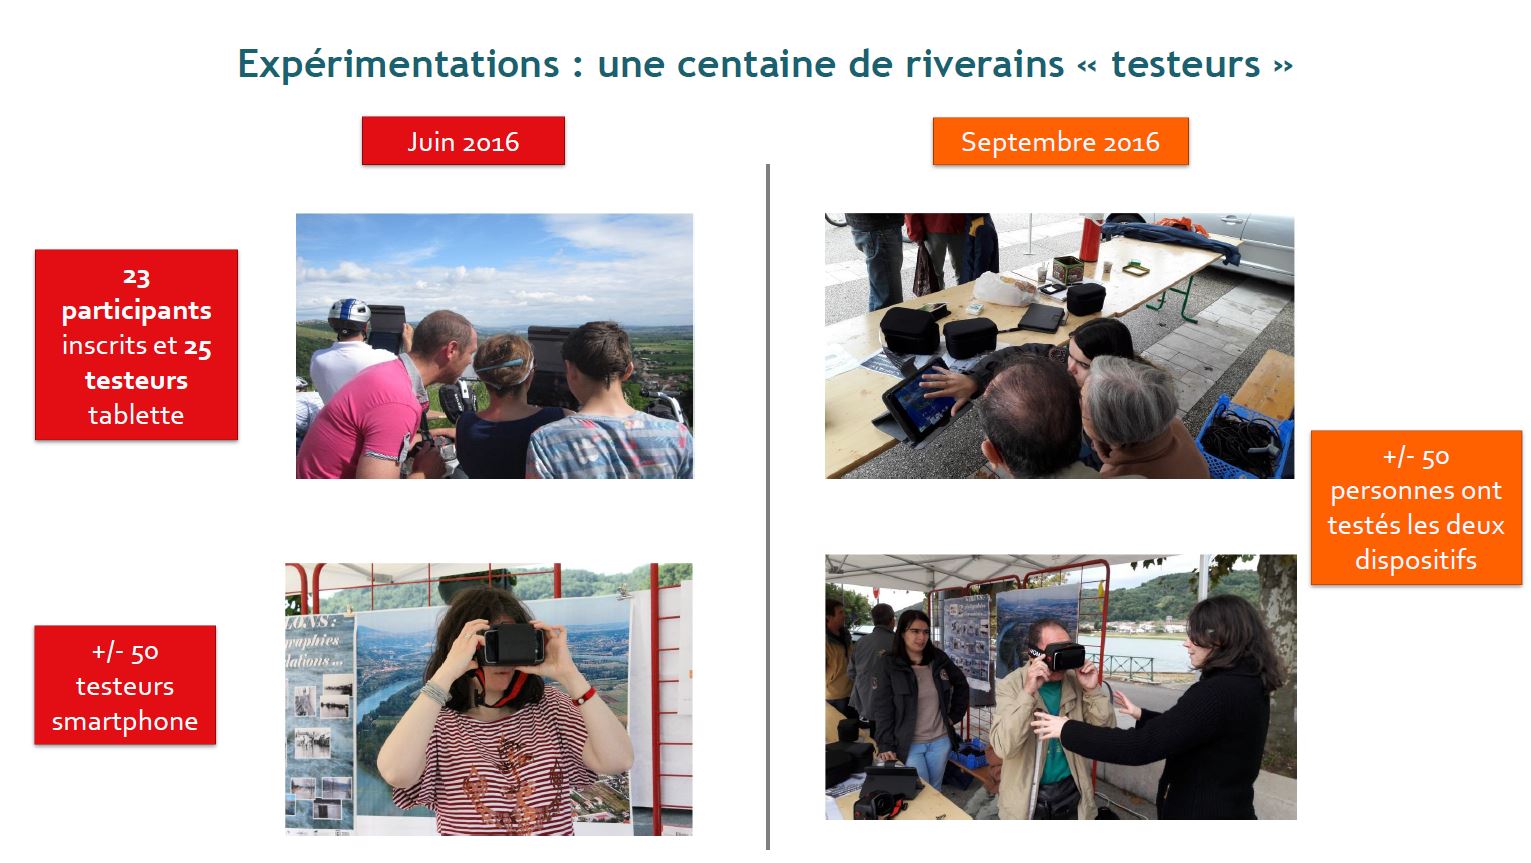 Expérimentations : une centaine de riverains « testeurs »
Juin 2016
Septembre 2016
23
participants
inscrits et 25
testeurs
tablette
+/- 50
testeurs
smartphone
+/- 50
personnes ont
testés les deux
dispositifs